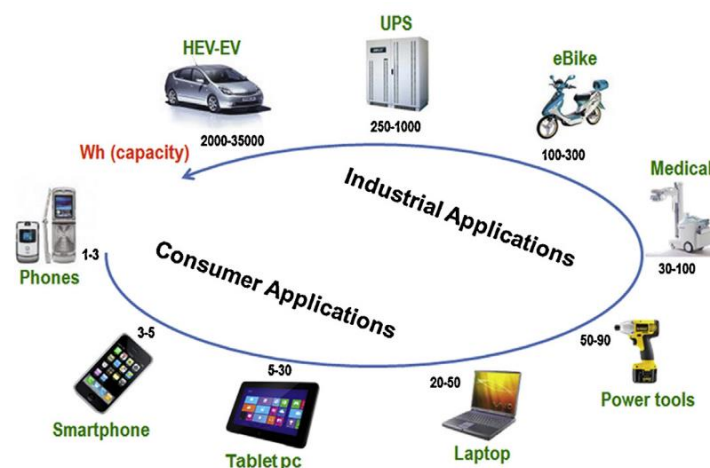 HEV-EV
2000-35000
UPS
250-1000
eBike
100-300
Medical
30-100
Wh (capacity)
Industrial Applications
Consumer Applications
Phones
1-3
Smartphone
3-5
Tablet pc
5-30
Laptop
20-50
Power tools
50-90